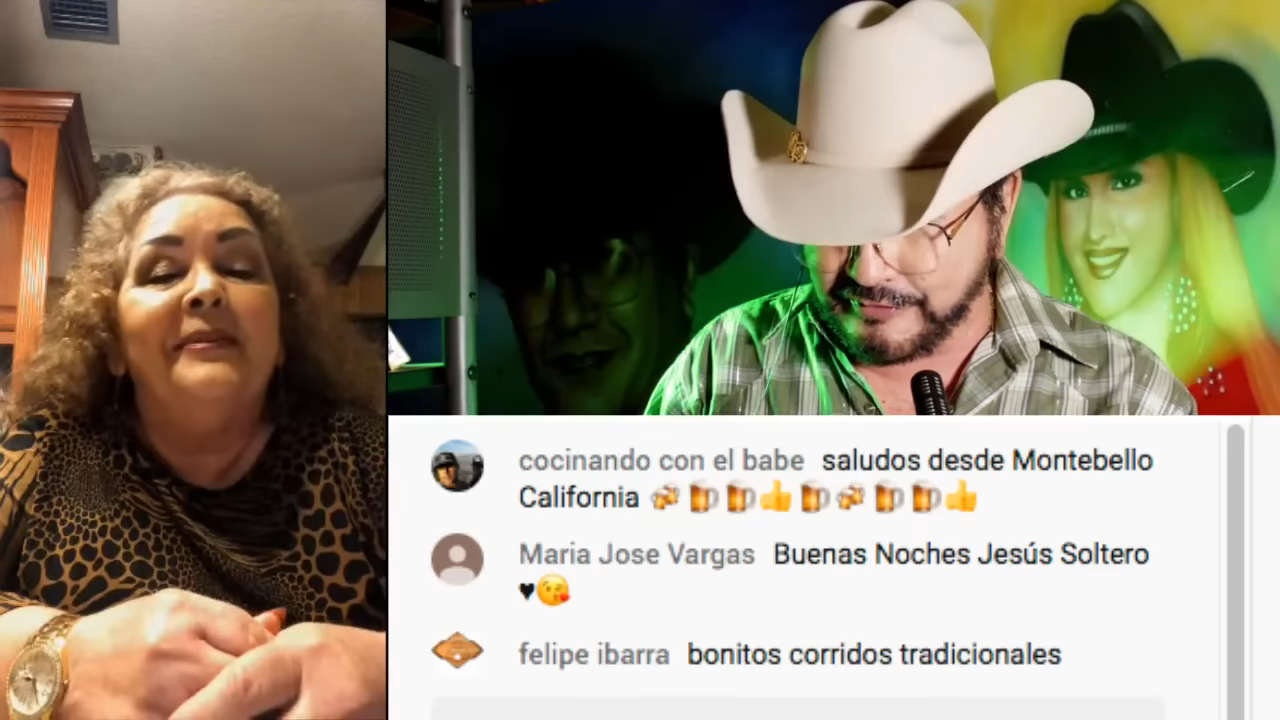 cocinando con el babe saludos desde Montebello
California 🍻🍺🍺👍🍺🍻🍺🍺👍
Maria Jose Vargas Buenas Noches Jesús Soltero
♥😘
felipe ibarra bonitos corridos tradicionales